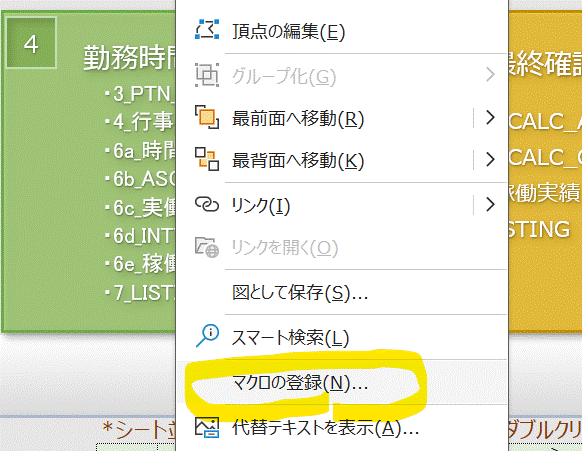 4
勤務時間
・3_PTN_
・4_行事
・6a_時間
・6b_ASC
・6c_実働
・6d_INT
・6e_稼働
・7_LIST
頂点の編集(E)
グループ化(G)
最前面へ移動(R)
最背面へ移動(K)
リンク(I)
リンクを開く(O)
図として保存(S)...
スマート検索(L)
マクロの登録(N)...
代替テキストを表示(A)...
最終確認
CALC_A
CALC_
稼働実績
STING
*シート
ダブルクリ